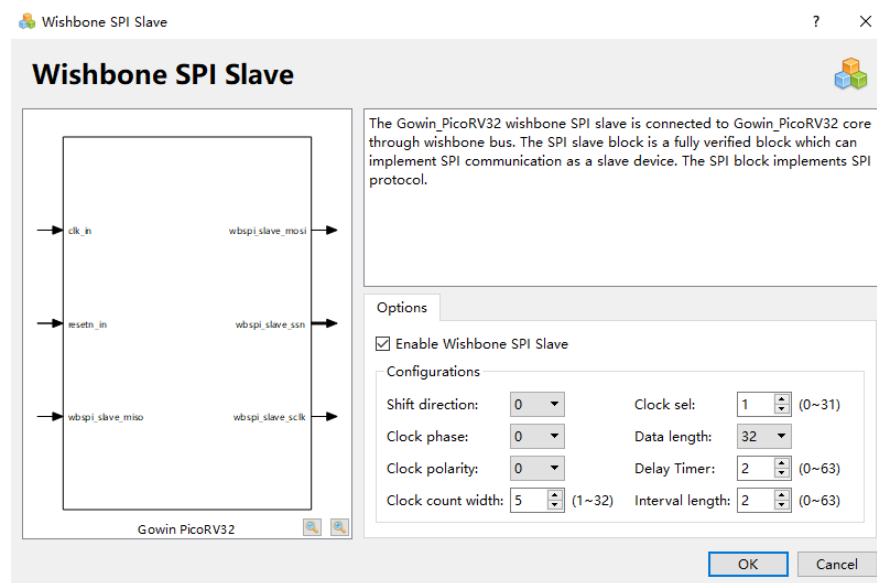 Wishbone SPI Slave
?
Wishbone SPI Slave
clk_in
wbspi_slave_mosi
resetn_in
wbspi_slave_ssn
wbspi_slave_miso
wbspi_slave_sclk
Gowin PicoRV32
The Gowin_PicoRV32 wishbone SPI slave is connected to Gowin_PicoRV32 core
through wishbone bus. The SPI slave block is a fully verified block which can
implement SPI communication as a slave device. The SPI block implements SPI
protocol.
Options
Enable Wishbone SPI Slave
Configurations
Shift direction: 0 Clock sel: 1 (0~31)
Clock phase: 0 Data length: 32
Clock polarity: 0 Delay Timer: 2 (0~63)
Clock count width: 5 (1~32) Interval length: 2 (0~63)
OK Cancel